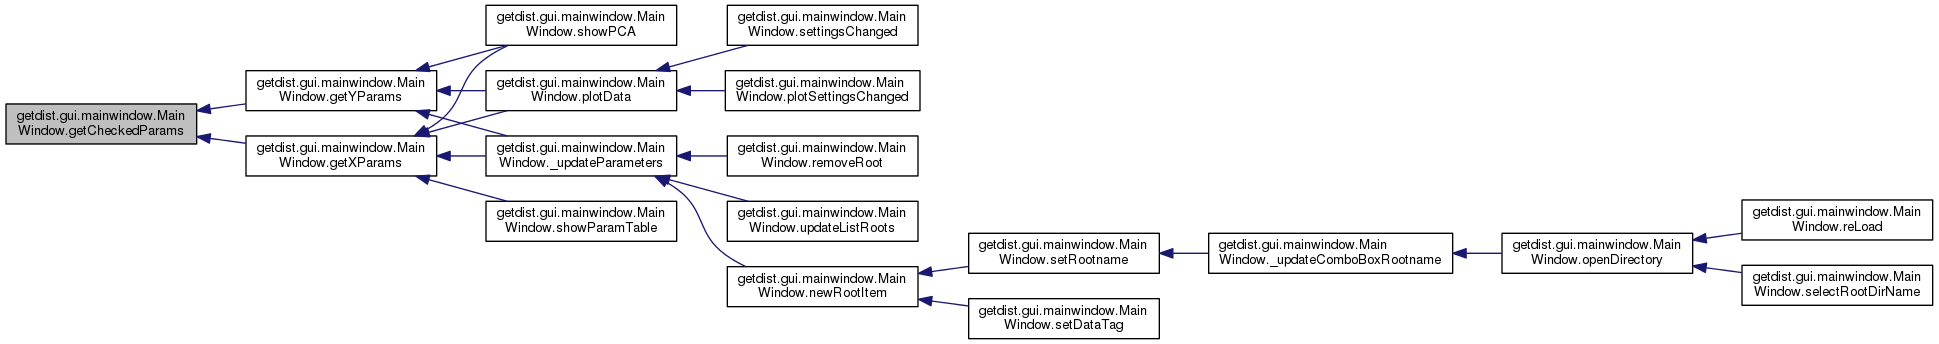 getdist.gui.mainwindow.Main
Window.getCheckedParams
getdist.gui.mainwindow.Main
Window.getYParams
getdist.gui.mainwindow.Main
Window.getXParams
getdist.gui.mainwindow.Main
Window.showPCA
getdist.gui.mainwindow.Main
Window.plotData
getdist.gui.mainwindow.Main
Window._updateParameters
getdist.gui.mainwindow.Main
Window.showParamTable
getdist.gui.mainwindow.Main
Window.settingsChanged
getdist.gui.mainwindow.Main
Window.plotSettingsChanged
getdist.gui.mainwindow.Main
Window.removeRoot
getdist.gui.mainwindow.Main
Window.updateListRoots
getdist.gui.mainwindow.Main
Window.newRootItem
getdist.gui.mainwindow.Main
Window.setRootname
getdist.gui.mainwindow.Main
Window.setDataTag
getdist.gui.mainwindow.Main
Window._updateComboBoxRootname
getdist.gui.mainwindow.Main
Window.openDirectory
getdist.gui.mainwindow.Main
Window.reLoad
getdist.gui.mainwindow.Main
Window.selectRootDirName